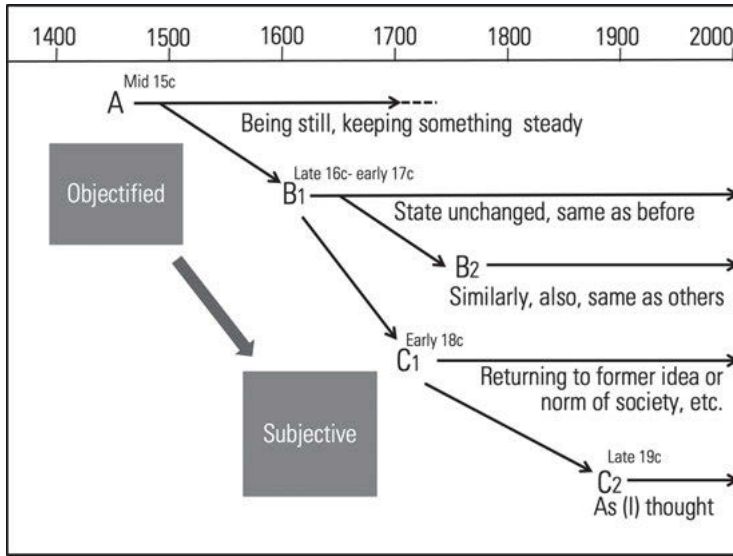 1400 1500 1600 1700 1800 1900 2000
Mid 15c
A
Being still, keeping something steady
Objectified
Late 16c- early 17c
B1
State unchanged, same as before
B2
Similarly, also, same as others
Early 18c
C1
Returning to former idea or
norm of society, etc.
Subjective
Late 19c
C2
As (I) thought